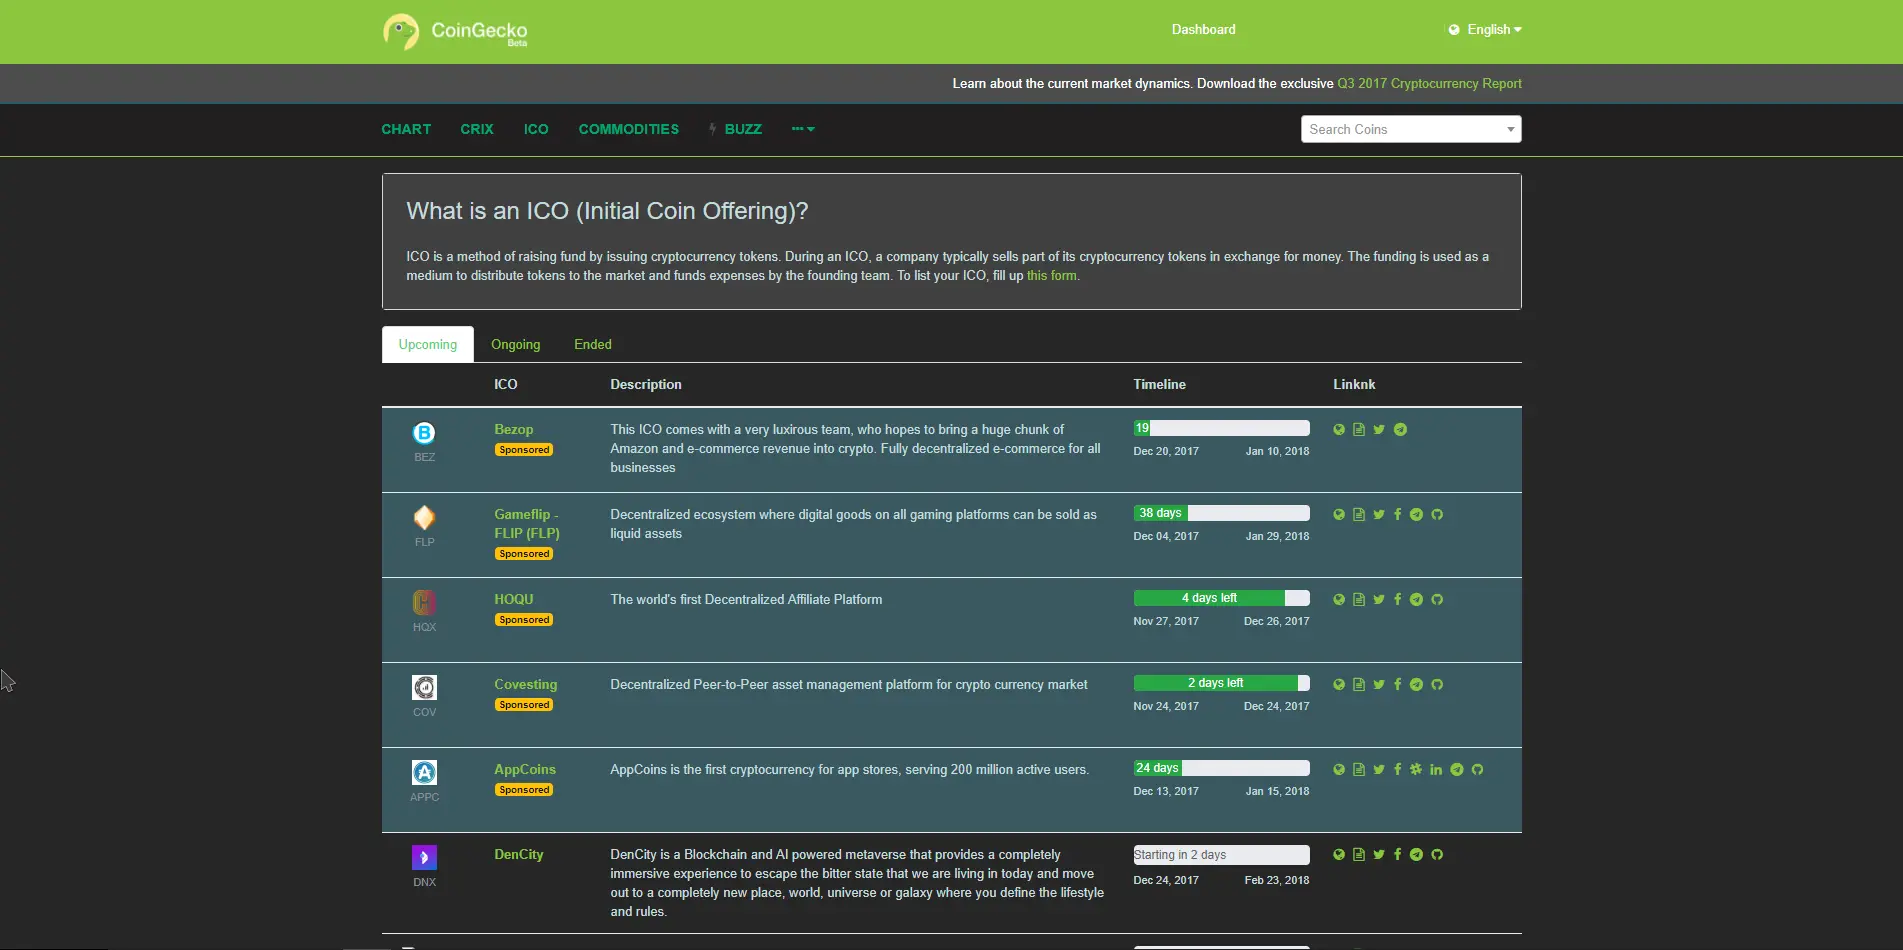 CoinGecko
Beta
Dashboard
English
Learn about the current market dynamics. Download the exclusive Q3 2017 Cryptocurrency Report
CHART CRIX ICO COMMODITIES BUZZ
Search Coins
What is an ICO (Initial Coin Offering)?
ICO is a method of raising fund by issuing cryptocurrency tokens. During an ICO, a company typically sells part of its cryptocurrency tokens in exchange for money. The funding is used as a
medium to distribute tokens to the market and funds expenses by the founding team. To list your ICO, fill up this form.
Upcoming Ongoing Ended
ICO Description Timeline Linknk
BEZ
Bezop
Sponsored
This ICO comes with a very luxirous team, who hopes to bring a huge chunk of
Amazon and e-commerce revenue into crypto. Fully decentralized e-commerce for all
businesses
19
Dec 20, 2017 Jan 10, 2018
FLP
Gameflip -
FLIP (FLP)
Sponsored
Decentralized ecosystem where digital goods on all gaming platforms can be sold as
liquid assets
38 days
Dec 04, 2017 Jan 29, 2018
HQX
HOQU
Sponsored
The world's first Decentralized Affiliate Platform
4 days left
Nov 27, 2017 Dec 26, 2017
COV
Covesting
Sponsored
Decentralized Peer-to-Peer asset management platform for crypto currency market
2 days left
Nov 24, 2017 Dec 24, 2017
APPC
AppCoins
Sponsored
AppCoins is the first cryptocurrency for app stores, serving 200 million active users.
24 days
Dec 13, 2017 Jan 15, 2018
DNX
DenCity
DenCity is a Blockchain and AI powered metaverse that provides a completely
immersive experience to escape the bitter state that we are living in today and move
out to a completely new place, world, universe or galaxy where you define the lifestyle
and rules.
Starting in 2 days
Dec 24, 2017 Feb 23, 2018